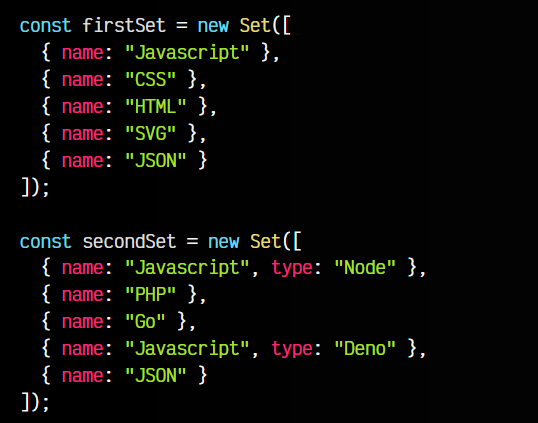 const firstSet = new Set([
  { name: "Javascript" },
  { name: "CSS" },
  { name: "HTML" },
  { name: "SVG" },
  { name: "JSON" }
]);

const secondSet = new Set([
  { name: "Javascript", type: "Node" },
  { name: "PHP" },
  { name: "Go" },
  { name: "Javascript", type: "Deno" },
  { name: "JSON" }
]);